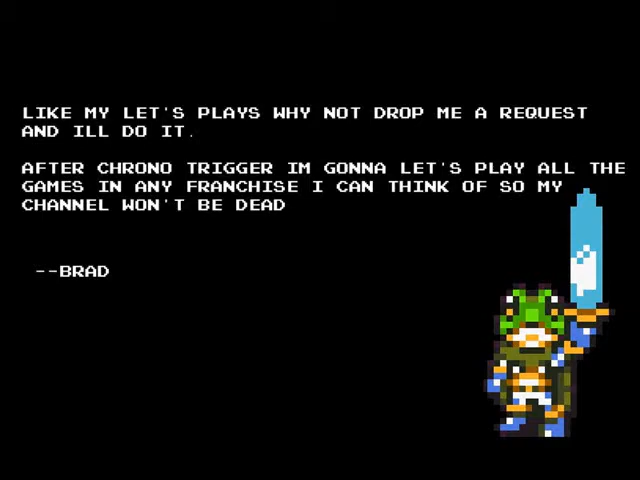 LIKE MY LET'S PLAYS WHY NOT DROP ME A REQUEST
AND ILL DO IT.
AFTER CHRONO TRIGGER IM GONNA LET'S PLAY ALL THE
GAMES IN ANY FRANCHISE I CAN THINK OF SO MY
CHANNEL WON'T BE DEAD
--BRAD